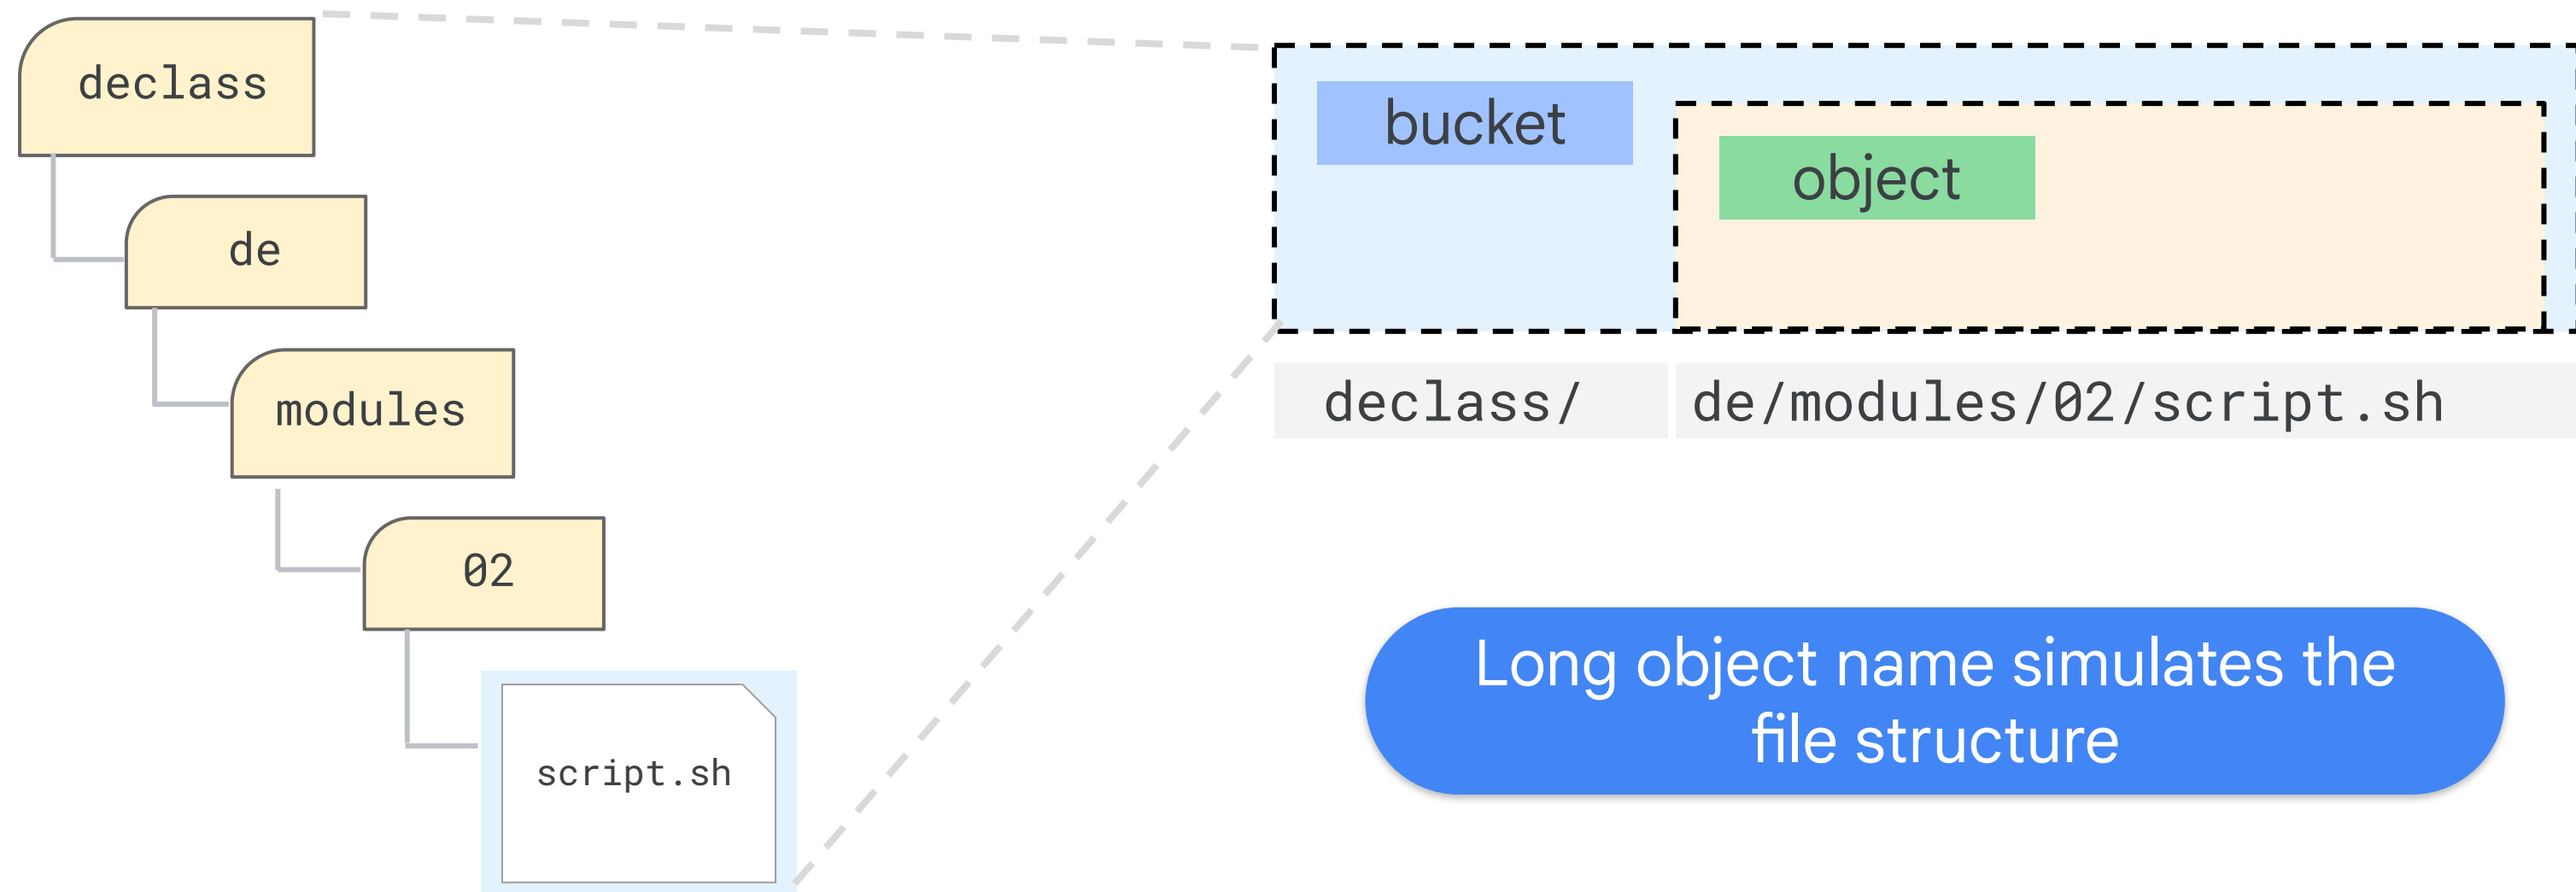 declass
de
modules
02
script.sh
bucket
object
declass/ de/modules/02/script.sh
Long object name simulates the
file structure